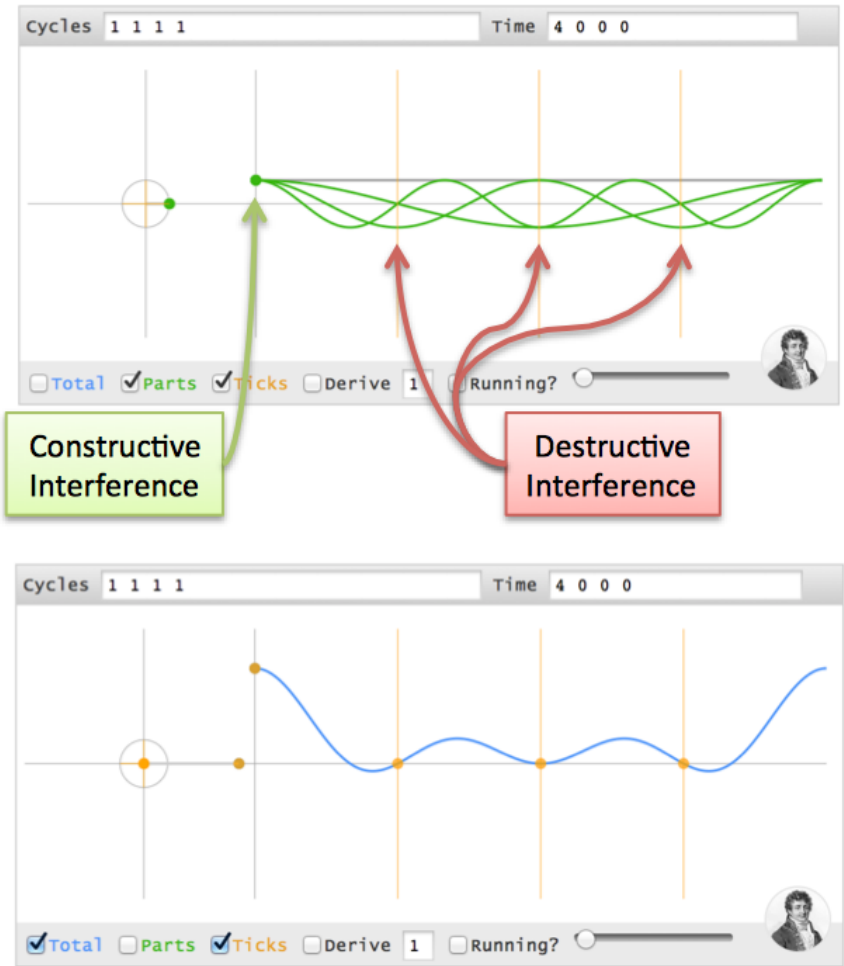 Cycles 1 1 1 1 Time 4 0 0 0
Total Parts Ticks Derive 1 Running?
Constructive
Interference
Destructive
Interference
Cycles 1 1 1 1 Time 4 0 0 0
Total Parts Ticks Derive 1 Running?